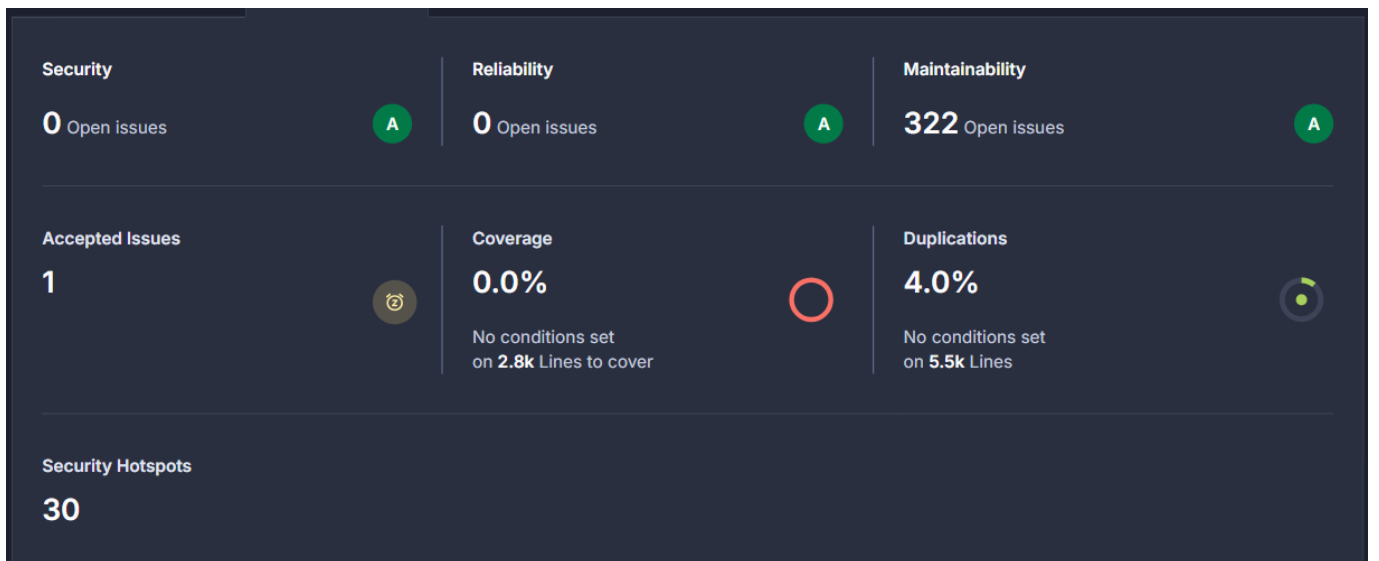 Security
0 Open issues
A
Reliability
0 Open issues
A
Maintainability
322 Open issues
A
Accepted Issues
1
Coverage
0.0%
No conditions set
on 2.8k Lines to cover
Duplications
4.0%
No conditions set
on 5.5k Lines
Security Hotspots
30